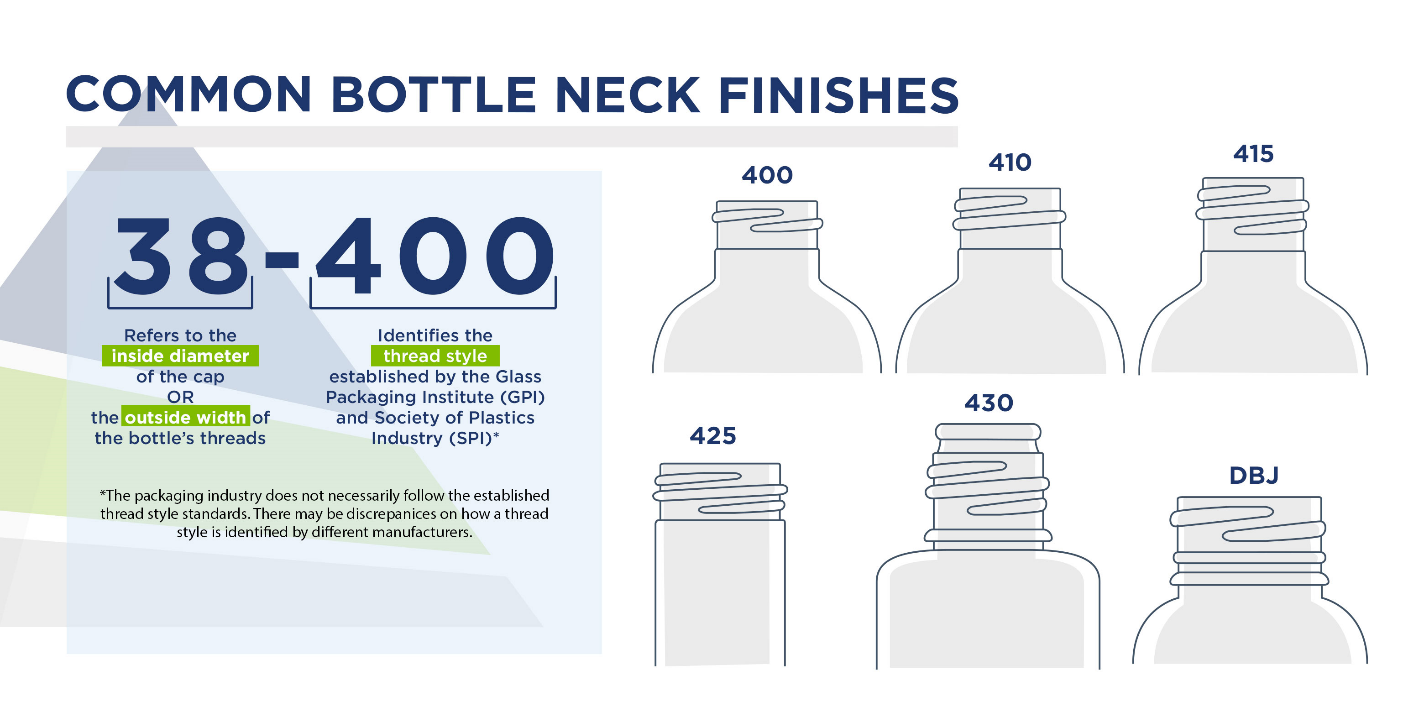 COMMON BOTTLE NECK FINISHES
38-400
Refers to the
inside diameter
of the cap
OR
the outside width of
the bottle's threads
Identifies the
thread style
established by the Glass
Packaging Institute (GPI)
and Society of Plastics
Industry (SPI)*
*The packaging industry does not necessarily follow the established
thread style standards. There may be discrepanices on how a thread
style is identified by different manufacturers.
400
410
415
425
430
DBJ